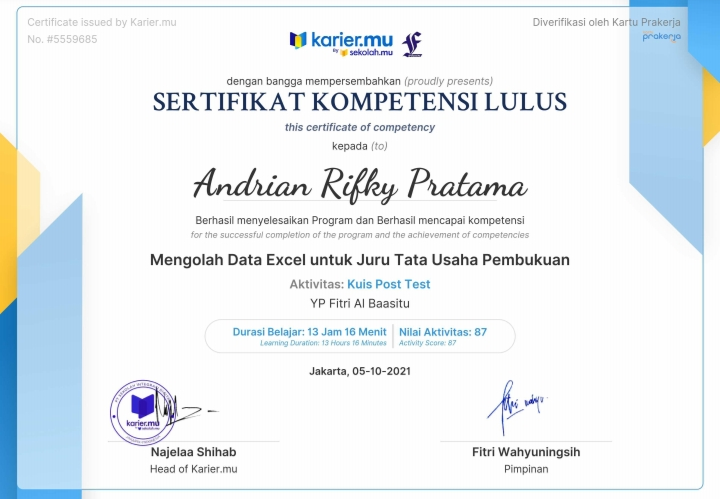 Certificate issued by Karier.mu
No. #5559685
Diverifikasi oleh Kartu Prakerja
prakerja
karier.mu
by sekolah.mu
dengan bangga mempersembahkan (proudly presents)
SERTIFIKAT KOMPETENSI LULUS
this certificate of competency
kepada (to)
Andrian Rifky Pratama
Berhasil menyelesaikan Program dan Berhasil mencapai kompetensi
for the successful completion of the program and the achievement of competencies
Mengolah Data Excel untuk Juru Tata Usaha Pembukuan
Aktivitas: Kuis Post Test
YP Fitri Al Baasitu
Durasi Belajar: 13 Jam 16 Menit
Learning Duration: 13 Hours 16 Minutes
Nilai Aktivitas: 87
Activity Score: 87
Jakarta, 05-10-2021
karier.mu
by sekolah.mu
Najelaa Shihab
Head of Karier.mu
Fitri Wahyuningsih
Pimpinan